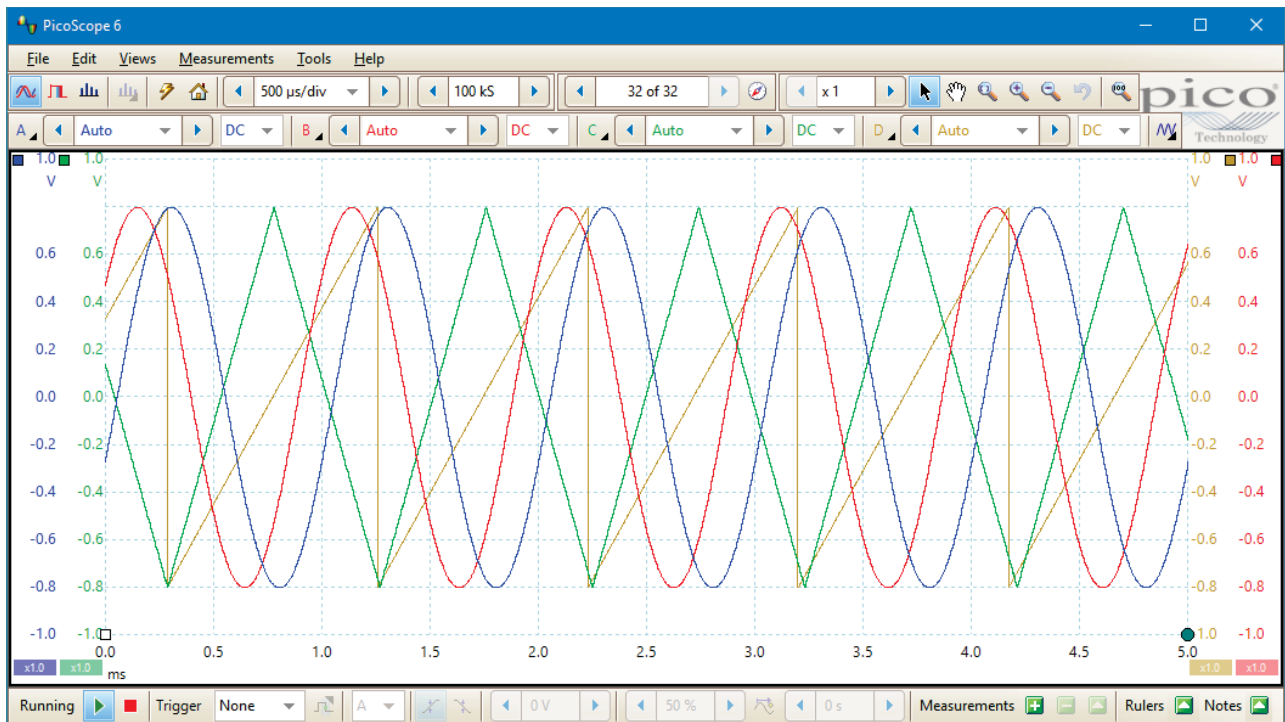 PicoScope 6
File Edit Views Measurements Tools Help
500 µs/div 100 kS 32 of 32 x 1
pico
Technology
A Auto DC B Auto DC C Auto DC D Auto DC
1.0 1.0 1.0 1.0
V V V V
0.6 0.6 0.6 0.6
0.4 0.4 0.4 0.4
0.2 0.2 0.2 0.2
0.0 0.0 0.0 0.0
-0.2 -0.2 -0.2 -0.2
-0.4 -0.4 -0.4 -0.4
-0.6 -0.6 -0.6 -0.6
-0.8 -0.8 -0.8 -0.8
-1.0 -1.0 1.0 -1.0
0.0 0.5 1.0 1.5 2.0 2.5 3.0 3.5 4.0 4.5 5.0
x1.0 x1.0 ms x1.0 x1.0
Running Trigger None A 0 V 50 % 0 s Measurements Rulers Notes